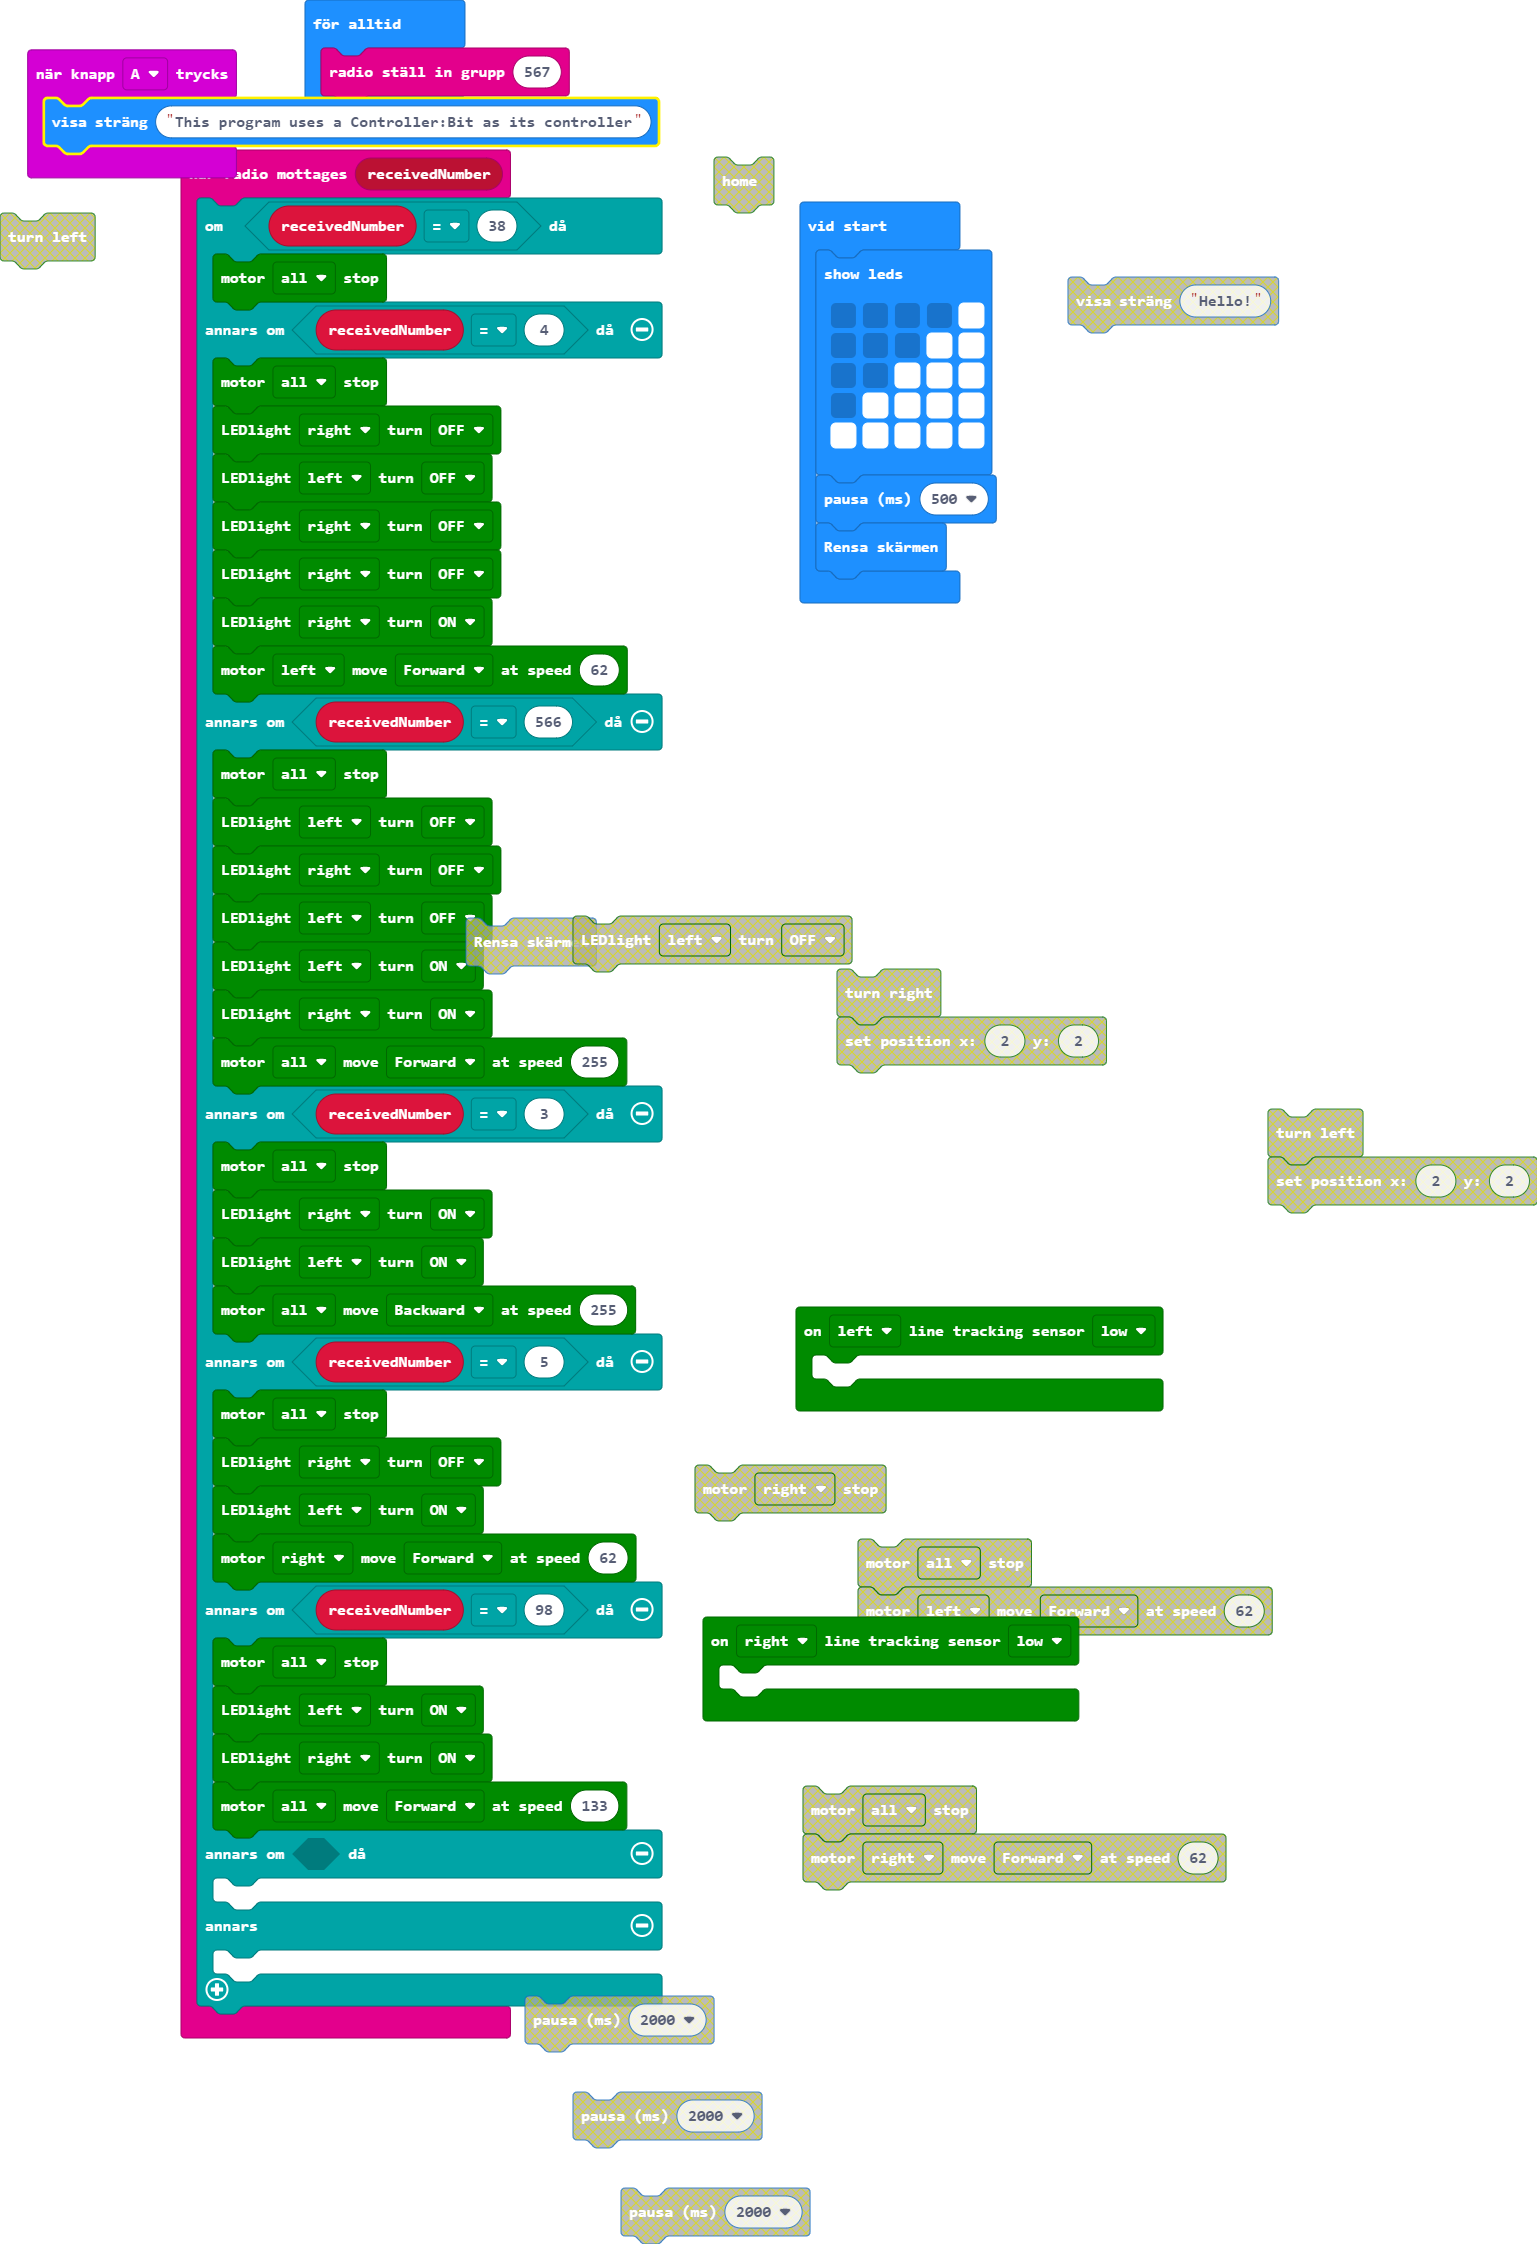 för alltid
radio ställ in grupp 567
när knapp A trycks
visa sträng "This program uses a Controller:Bit as its controller"
radio mottages receivedNumber
om receivedNumber = 38 då
motor all stop
annars om receivedNumber = 4 då
motor all stop
LEDlight right turn OFF
LEDlight left turn OFF
LEDlight right turn OFF
LEDlight right turn OFF
LEDlight right turn ON
motor left move Forward at speed 62
annars om receivedNumber = 566 då
motor all stop
LEDlight left turn OFF
LEDlight right turn OFF
LEDlight left turn OFF
LEDlight left turn ON
LEDlight right turn ON
motor all move Forward at speed 255
annars om receivedNumber = 3 då
motor all stop
LEDlight right turn ON
LEDlight left turn ON
motor all move Backward at speed 255
annars om receivedNumber = 5 då
motor all stop
LEDlight right turn OFF
LEDlight left turn ON
motor right move Forward at speed 62
annars om receivedNumber = 98 då
motor all stop
LEDlight left turn ON
LEDlight right turn ON
motor all move Forward at speed 133
annars om då
annars
turn left
home
vid start
show leds
pausa (ms) 500
Rensa skärmen
visa sträng "Hello!"
Rensa
LEDlight left turn OFF
turn right
set position x: 2 y: 2
turn left
set position x: 2 y: 2
on left line tracking sensor low
motor right stop
motor all stop
motor left move Forward at speed 62
on right line tracking sensor low
motor all stop
motor right move Forward at speed 62
pausa (ms) 2000
pausa (ms) 2000
pausa (ms) 2000